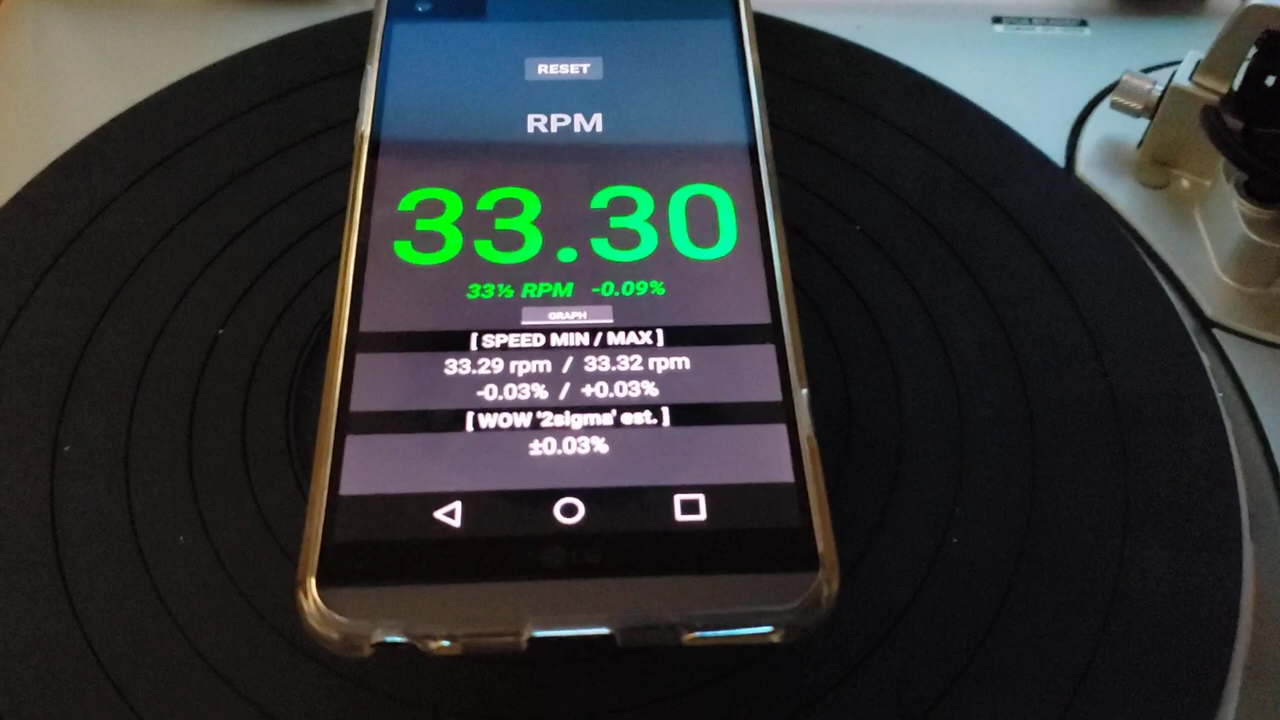 RESET
RPM
33.30
33⅓ RPM -0.09%
GRAPH
[ SPEED MIN / MAX ]
33.29 rpm / 33.32 rpm
-0.03% / +0.03%
[ WOW '2sigma' est. ]
±0.03%
LG